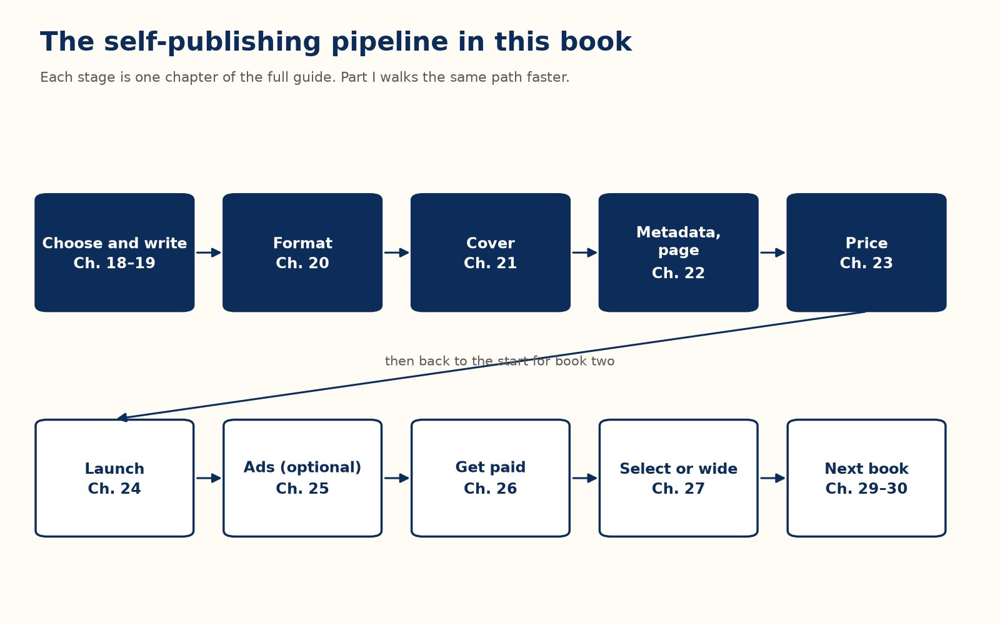 The self-publishing pipeline in this book
Each stage is one chapter of the full guide. Part I walks the same path faster.
Choose and write
Ch. 18–19
Format
Ch. 20
Cover
Ch. 21
Metadata,
page
Ch. 22
Price
Ch. 23
then back to the start for book two
Launch
Ch. 24
Ads (optional)
Ch. 25
Get paid
Ch. 26
Select or wide
Ch. 27
Next book
Ch. 29–30